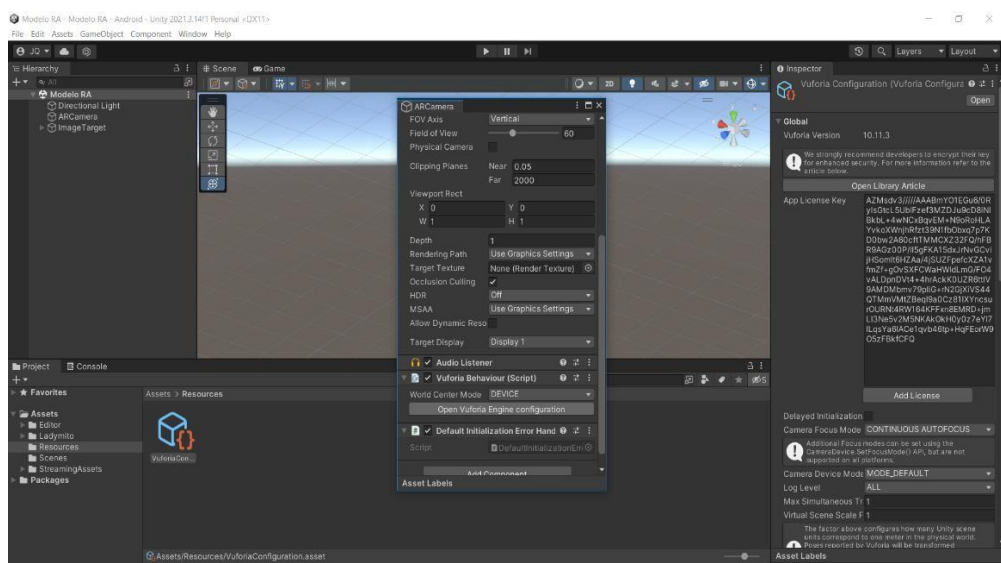 Modelo RA - Modelo RA - Android - Unity 2021.3.14f1 Personal <DX11>
File Edit Assets GameObject Component Window Help
JQ
Layers
Layout
Hierarchy
All
Modelo RA
Directional Light
ARCamera
ImageTarget
Scene
Game
2D
ARCamera
FOV Axis Vertical
Field of View 60
Physical Camera
Clipping Planes Near 0.05
Far 2000
Viewport Rect
X 0 Y 0
W 1 H 1
Depth 1
Rendering Path Use Graphics Settings
Target Texture None (Render Texture)
Occlusion Culling
HDR Off
MSAA Use Graphics Settings
Allow Dynamic Reso
Target Display Display 1
Audio Listener
Vuforia Behaviour (Script)
World Center Mode DEVICE
Open Vuforia Engine configuration
Default Initialization Error Hand
Script DefaultInitializationErr
Add Component
Asset Labels
Inspector
Vuforia Configuration (Vuforia Configura
Open
Global
Vuforia Version 10.11.3
We strongly recommend developers to encrypt their key
for enhanced security. For more information refer to the
article below.
Open Library Article
App License Key
Add License
Delayed Initialization
Camera Focus Mode CONTINUOUS AUTOFOCUS
Additional Focus modes can be set using the
CameraDevice.SetFocusMode() API, but are not
supported on all platforms.
Camera Device Mode MODE_DEFAULT
Log Level ALL
Max Simultaneous Tr 1
Virtual Scene Scale F 1
The factor above configures how many Unity scene
units correspond to one meter in the physical world.
Poses reported by Vuforia will be transformed
Asset Labels
Project
Console
Favorites
Assets
Editor
Ladymito
Resources
Scenes
StreamingAssets
Packages
Assets > Resources
VuforiaCon...
Assets/Resources/VuforiaConfiguration.asset